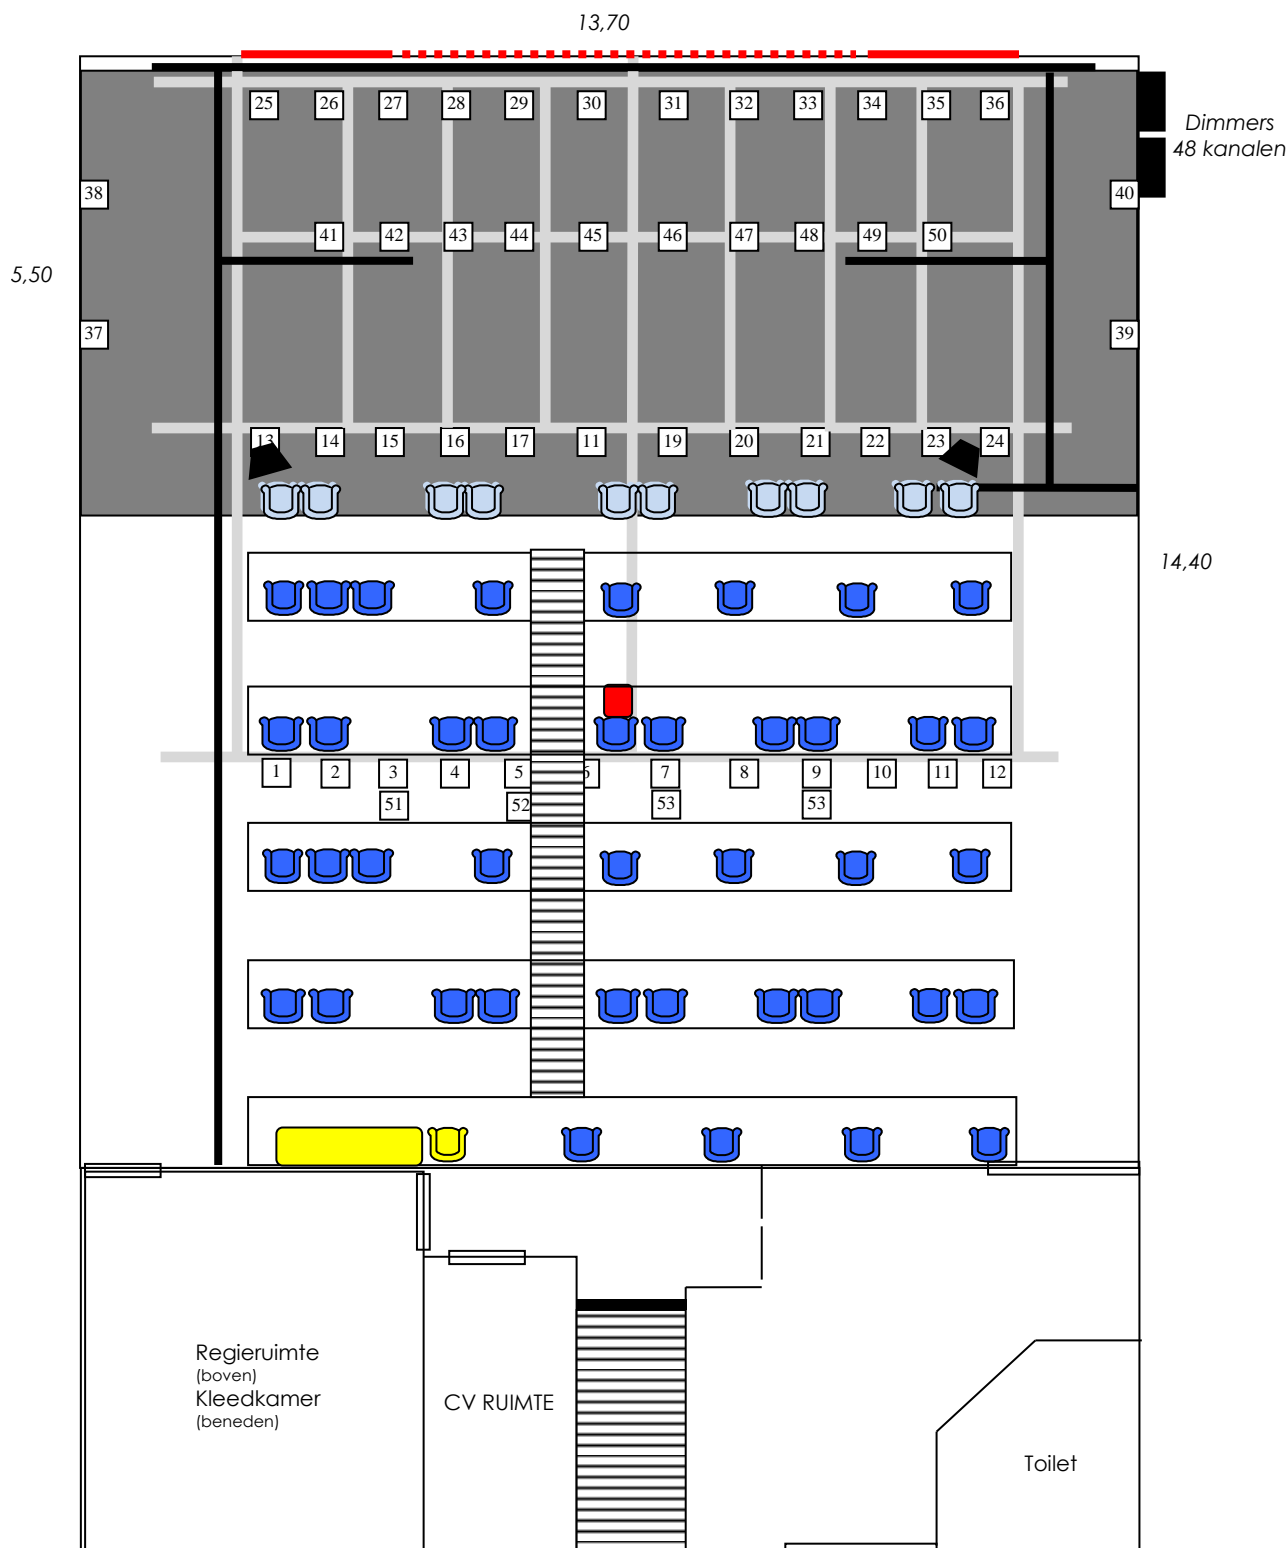 13,70
25 26 27 28 29 30 31 32 33 34 35 36
Dimmers
48 kanalen
38 40
41 42 43 44 45 46 47 48 49 50
5,50
37 39
13 14 15 16 17 11 19 20 21 22 23 24
14,40
1 2 3 4 5 6 7 8 9 10 11 12
51 52 53 53
Regieruimte
(boven)
Kleedkamer
(beneden)
CV RUIMTE
Toilet